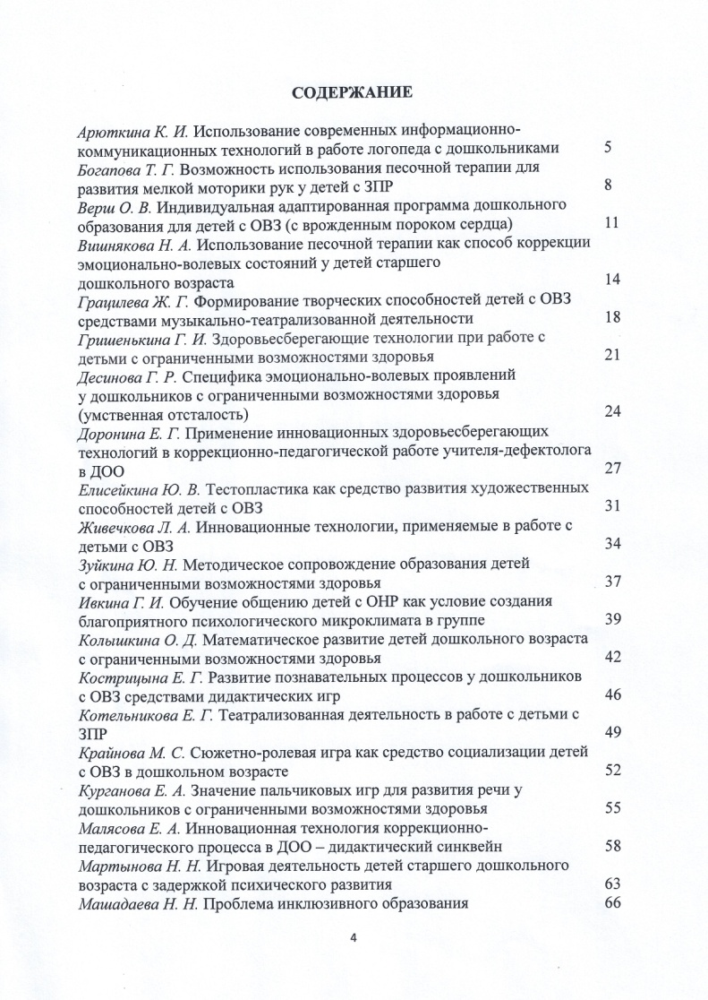 СОДЕРЖАНИЕ
Арюткина К. И. Использование современных информационно-
коммуникационных технологий в работе логопеда с дошкольниками 5
Богапова Т. Г. Возможность использования песочной терапии для
развития мелкой моторики рук у детей с ЗПР 8
Верш О. В. Индивидуальная адаптированная программа дошкольного
образования для детей с ОВЗ (с врожденным пороком сердца) 11
Вишнякова Н. А. Использование песочной терапии как способ коррекции
эмоционально-волевых состояний у детей старшего
дошкольного возраста 14
Грацилева Ж. Г. Формирование творческих способностей детей с ОВЗ
средствами музыкально-театрализованной деятельности 18
Гришенькина Г. И. Здоровьесберегающие технологии при работе с
детьми с ограниченными возможностями здоровья 21
Десинова Г. Р. Специфика эмоционально-волевых проявлений
у дошкольников с ограниченными возможностями здоровья
(умственная отсталость) 24
Доронина Е. Г. Применение инновационных здоровьесберегающих
технологий в коррекционно-педагогической работе учителя-дефектолога
в ДОО 27
Елисейкина Ю. В. Тестопластика как средство развития художественных
способностей детей с ОВЗ 31
Живечкова Л. А. Инновационные технологии, применяемые в работе с
детьми с ОВЗ 34
Зуйкина Ю. Н. Методическое сопровождение образования детей
с ограниченными возможностями здоровья 37
Ивкина Г. И. Обучение общению детей с ОНР как условие создания
благоприятного психологического микроклимата в группе 39
Колышкина О. Д. Математическое развитие детей дошкольного возраста
с ограниченными возможностями здоровья 42
Кострицына Е. Г. Развитие познавательных процессов у дошкольников
с ОВЗ средствами дидактических игр 46
Котельникова Е. Г. Театрализованная деятельность в работе с детьми с
ЗПР 49
Крайнова М. С. Сюжетно-ролевая игра как средство социализации детей
с ОВЗ в дошкольном возрасте 52
Курганова Е. А. Значение пальчиковых игр для развития речи у
дошкольников с ограниченными возможностями здоровья 55
Малясова Е. А. Инновационная технология коррекционно-
педагогического процесса в ДОО – дидактический синквейн 58
Мартынова Н. Н. Игровая деятельность детей старшего дошкольного
возраста с задержкой психического развития 63
Машадаева Н. Н. Проблема инклюзивного образования 66
4